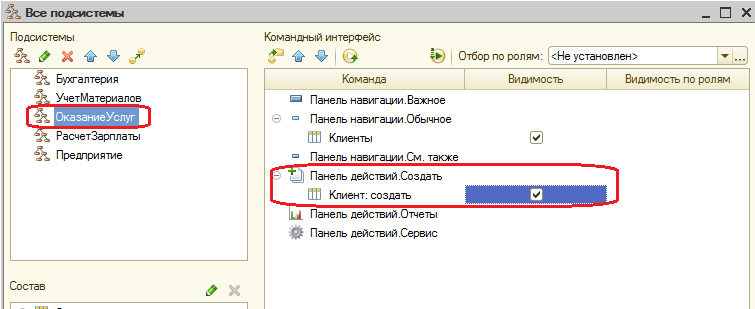 Все подсистемы
Подсистемы
Бухгалтерия
УчетМатериалов
ОказаниеУслуг
РасчетЗарплаты
Предприятие
Состав
Командный интерфейс
Отбор по ролям: <Не установлен>
Команда Видимость Видимость по ролям
Панель навигации.Важное
Панель навигации.Обычное
Клиенты
Панель навигации.См. также
Панель действий.Создать
Клиент: создать
Панель действий.Отчеты
Панель действий.Сервис